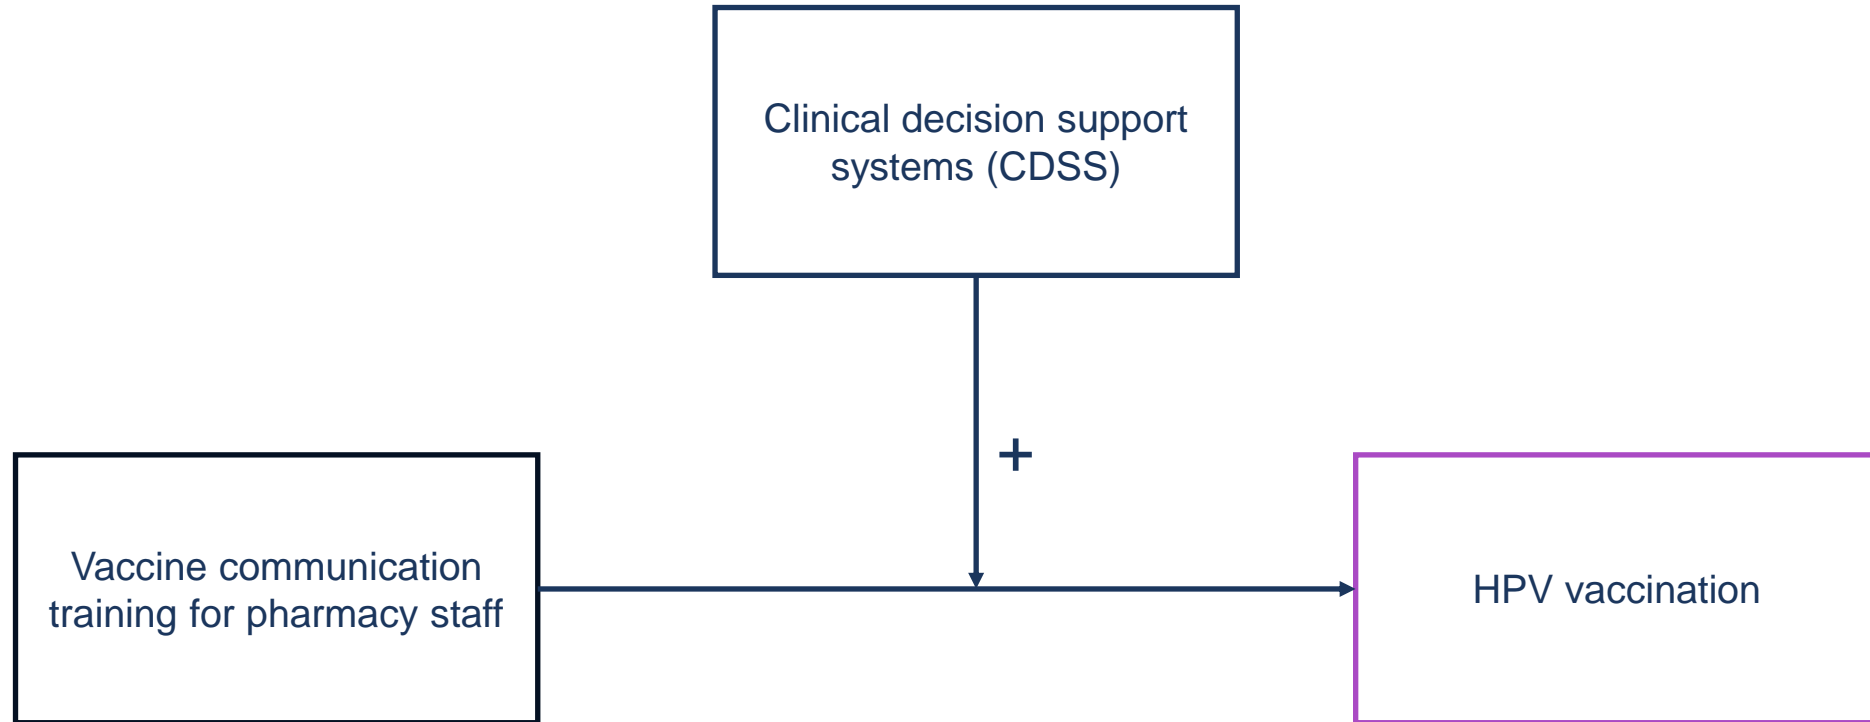 Clinical decision support
systems (CDSS)
+
Vaccine communication
training for pharmacy staff
HPV vaccination